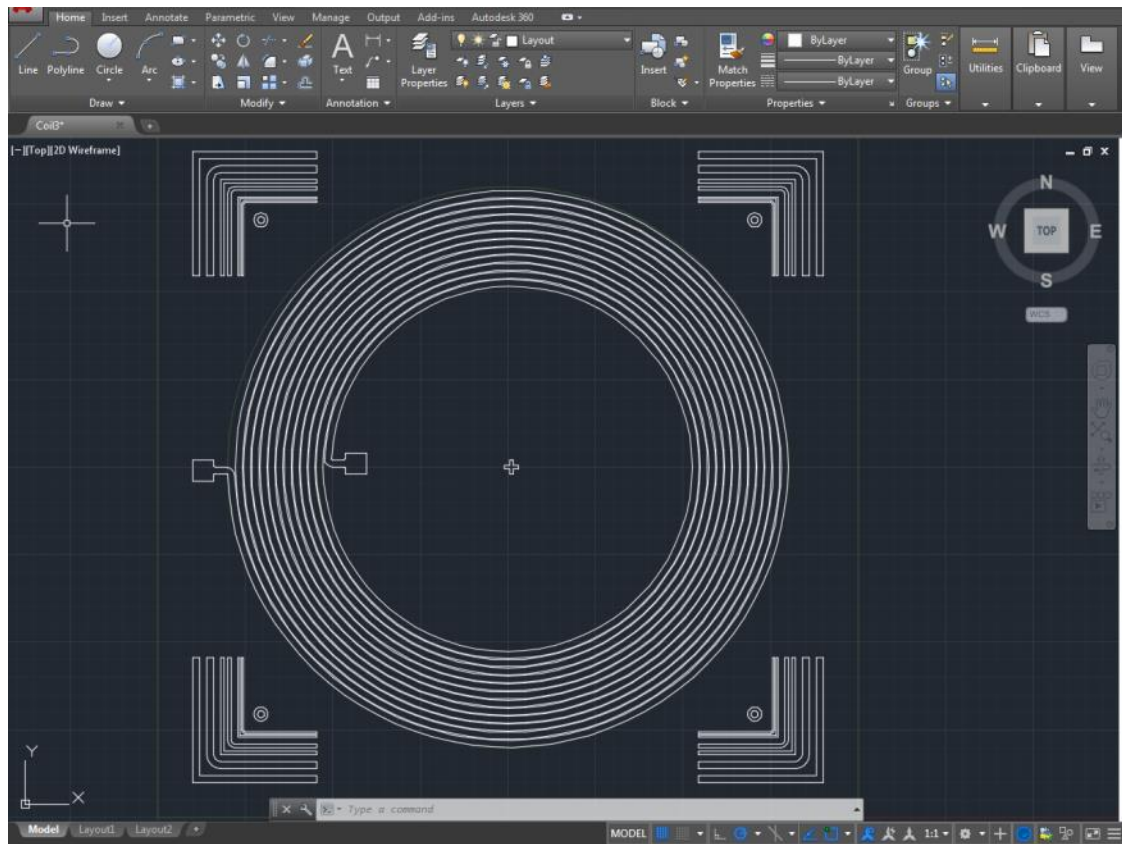 Home Insert Annotate Parametric View Manage Output Add-ins Autodesk 360
Layout
ByLayer
ByLayer
ByLayer
Line Polyline Circle Arc Text Layer Properties Insert Match Properties Group Utilities Clipboard View
Draw Modify Annotation Layers Block Properties Groups
Coil3*
[−][Top][2D Wireframe]
N
W TOP E
S
WCS
Y
X
Type a command
Model Layout1 Layout2
MODEL 1:1